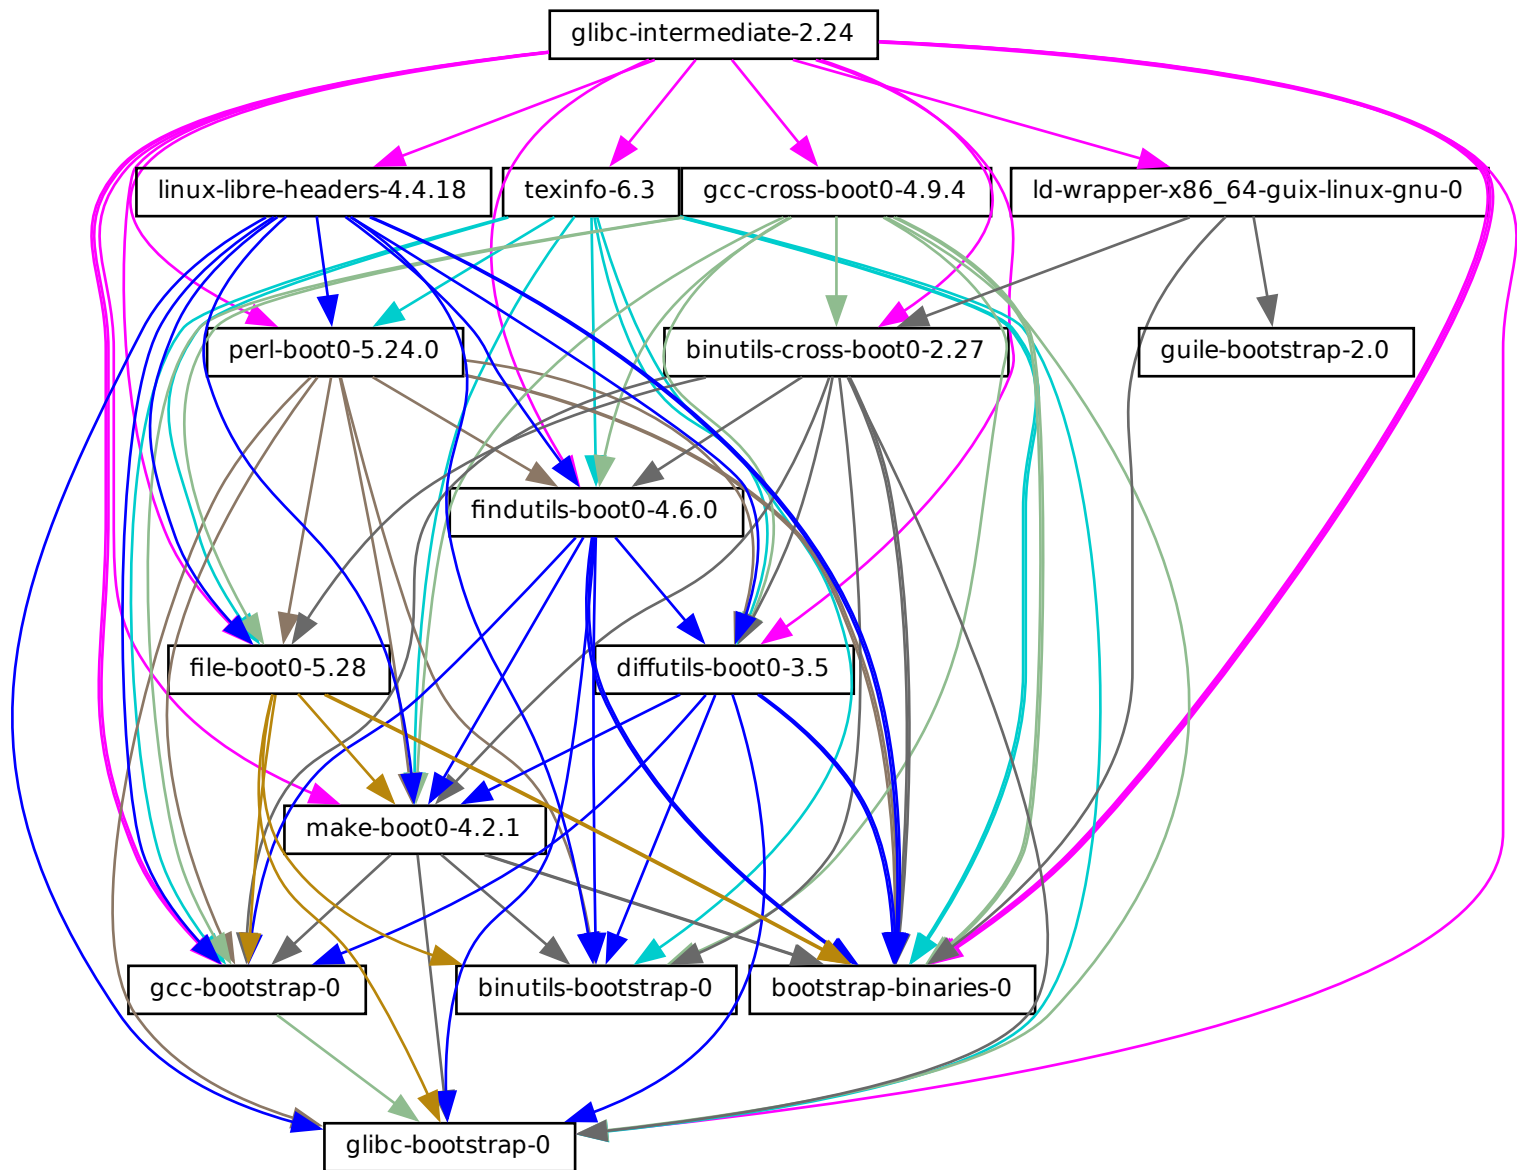 glibc-intermediate-2.24
linux-libre-headers-4.4.18
texinfo-6.3
gcc-cross-boot0-4.9.4
ld-wrapper-x86_64-guix-linux-gnu-0
perl-boot0-5.24.0
binutils-cross-boot0-2.27
guile-bootstrap-2.0
findutils-boot0-4.6.0
file-boot0-5.28
diffutils-boot0-3.5
make-boot0-4.2.1
gcc-bootstrap-0
binutils-bootstrap-0
bootstrap-binaries-0
glibc-bootstrap-0